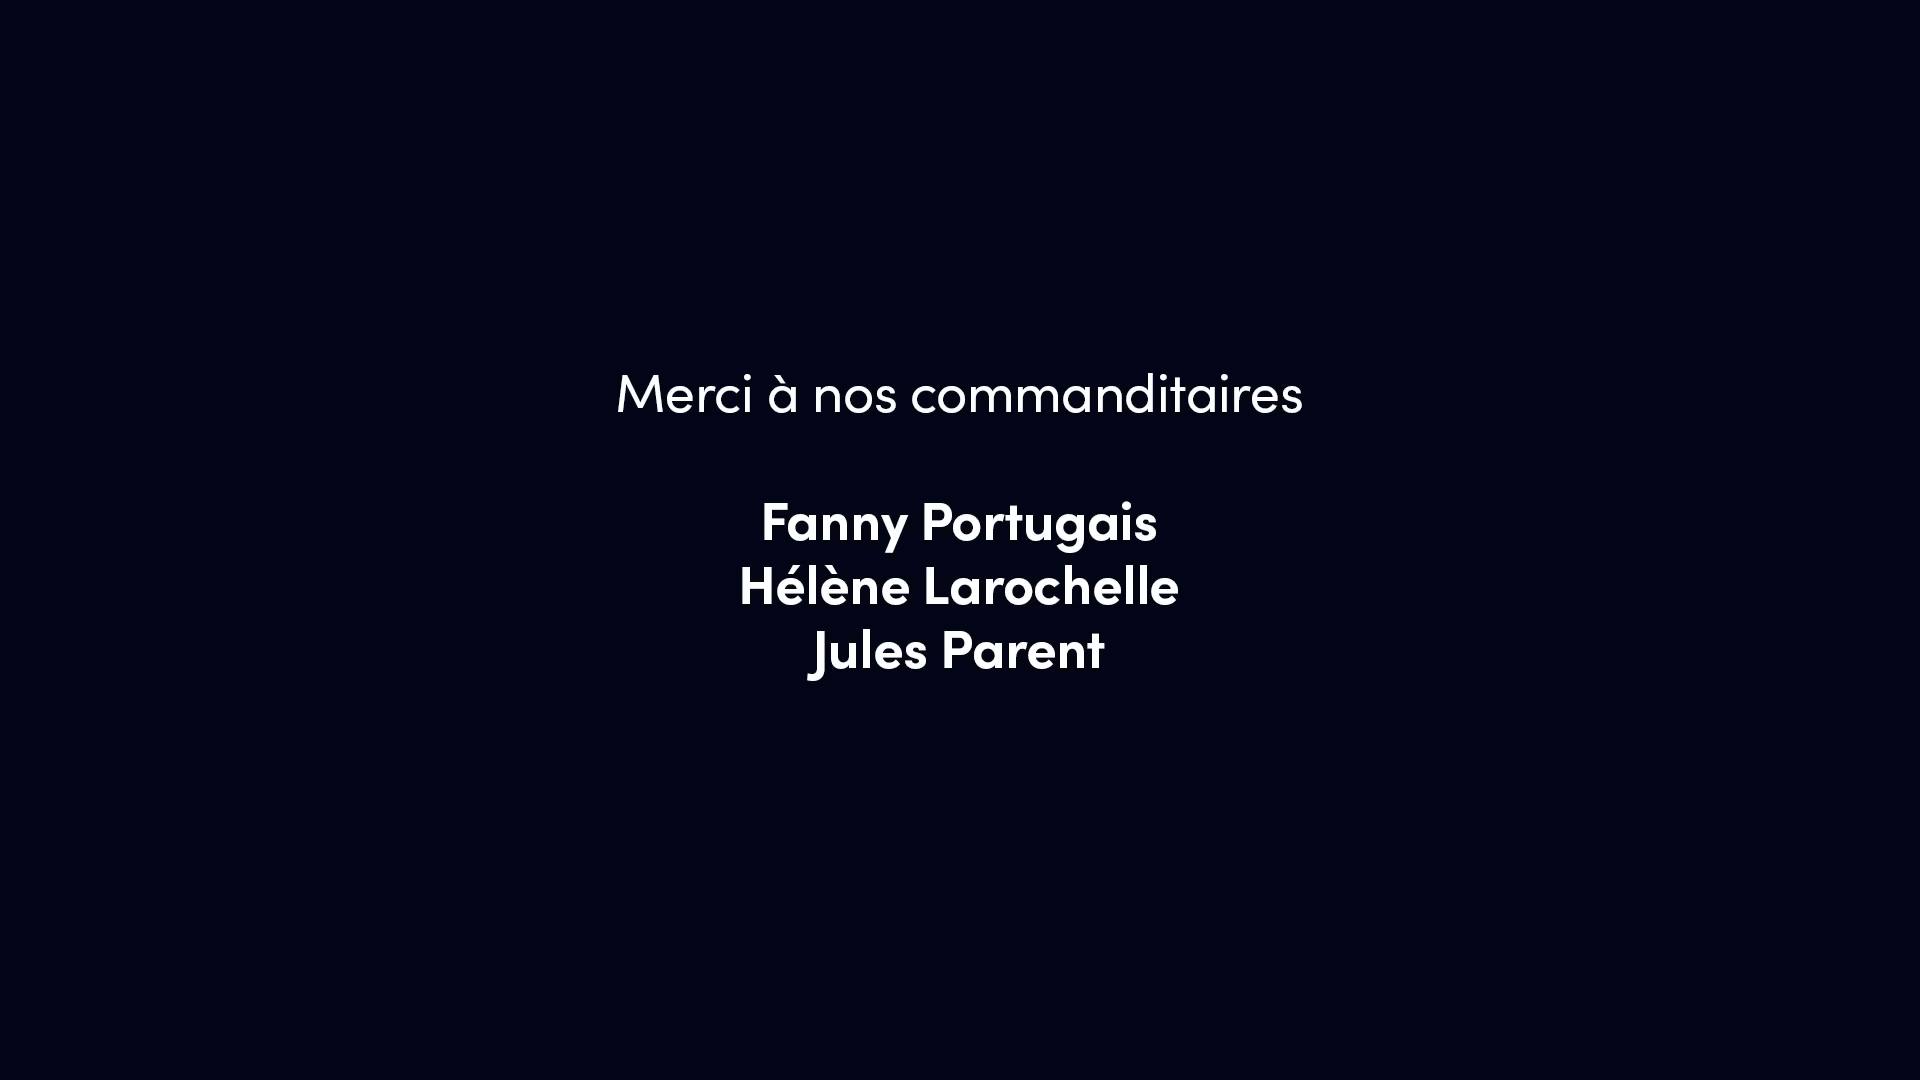 Merci à nos commanditaires
Fanny Portugais
Hélène Larochelle
Jules Parent